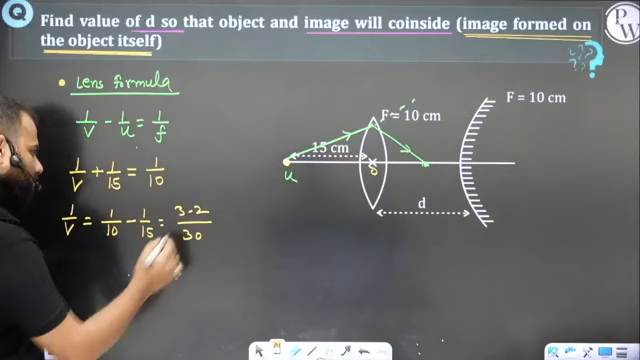 Q Find value of d so that object and image will coinside (image formed on
the object itself)
PW
• Lens formula
1/v - 1/u = 1/f
1/v + 1/15 = 1/10
1/v = 1/10 - 1/15 = 3-2/30
F = 10 cm
F = 10 cm
15 cm
u
O
d